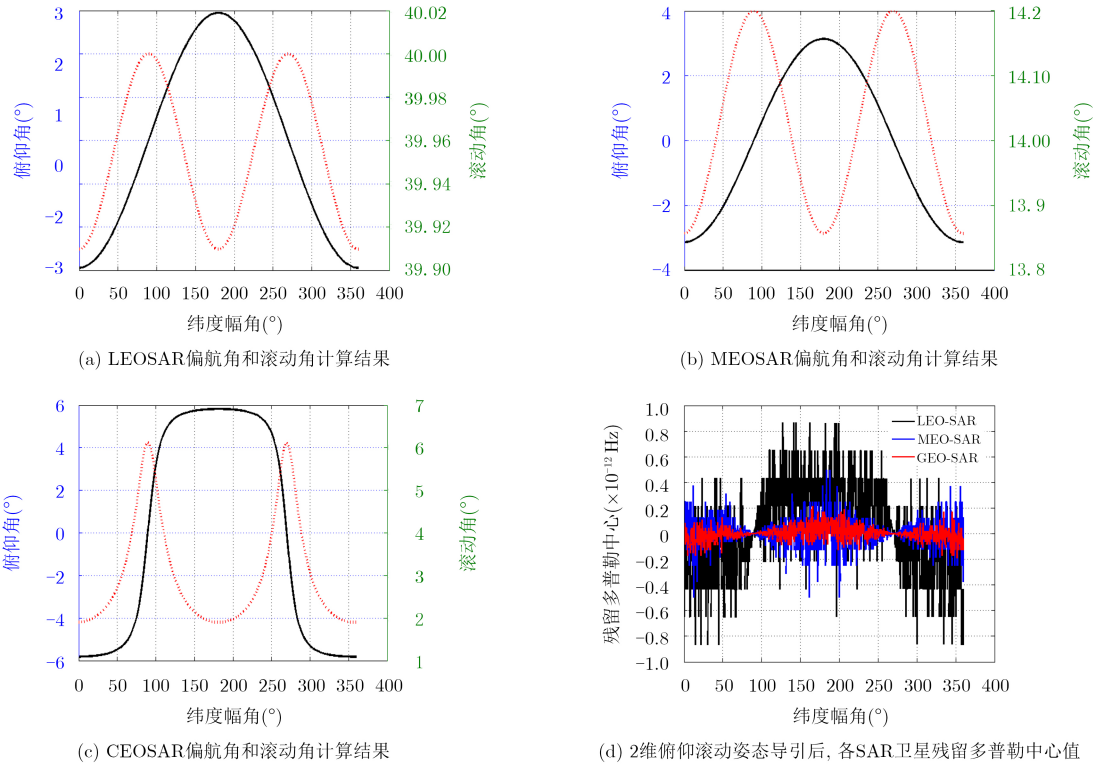 3
2
1
0
−2
−3
俯仰角(°)
40.02
40.00
39.98
39.96
39.94
39.92
39.90
滚动角(°)
0 50 100 150 200 250 300 350 400
纬度幅角(°)
(a) LEOSAR偏航角和滚动角计算结果
4
2
0
−2
−4
俯仰角(°)
14.2
14.10
14.00
13.9
13.8
滚动角(°)
0 50 100 150 200 250 300 350 400
纬度幅角(°)
(b) MEOSAR偏航角和滚动角计算结果
6
4
2
0
−2
−4
−6
俯仰角(°)
7
6
5
4
3
2
1
滚动角(°)
0 50 100 150 200 250 300 350 400
纬度幅角(°)
(c) CEOSAR偏航角和滚动角计算结果
1.0
0.8
0.6
0.4
0.2
0
−0.2
−0.4
−0.6
−0.8
−1.0
残留多普勒中心(×10⁻¹² Hz)
LEO-SAR
MEO-SAR
GEO-SAR
0 50 100 150 200 250 300 350 400
纬度幅角(°)
(d) 2维俯仰滚动姿态导引后, 各SAR卫星残留多普勒中心值